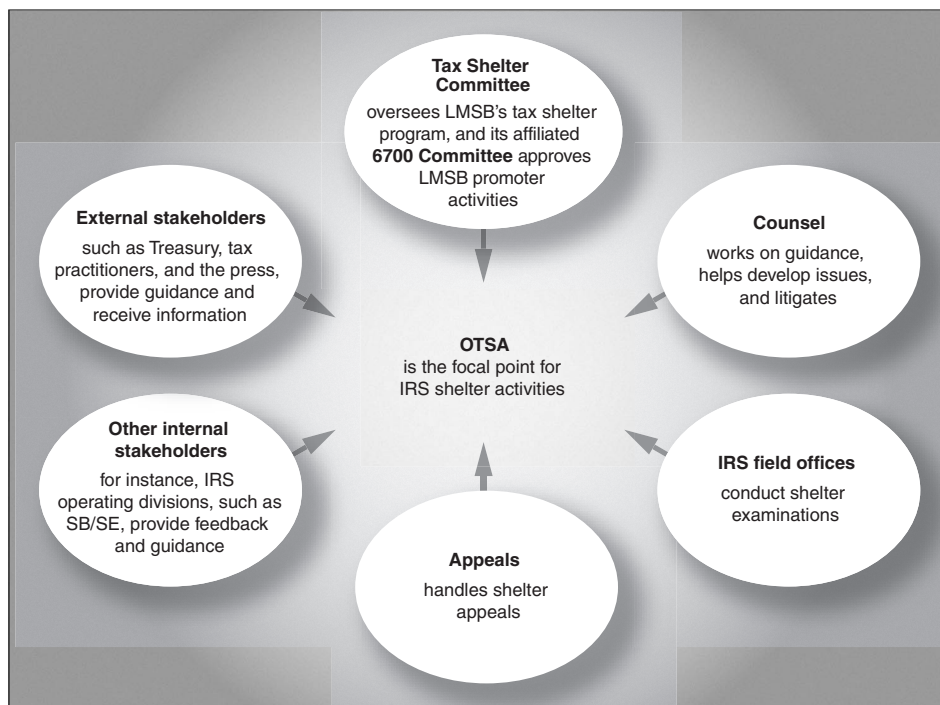 Tax Shelter
Committee
oversees LMSB's tax shelter
program, and its affiliated
6700 Committee approves
LMSB promoter
activities
External stakeholders
such as Treasury, tax
practitioners, and the press,
provide guidance and
receive information
Counsel
works on guidance,
helps develop issues,
and litigates
OTSA
is the focal point for
IRS shelter activities
Other internal
stakeholders
for instance, IRS
operating divisions, such as
SB/SE, provide feedback
and guidance
IRS field offices
conduct shelter
examinations
Appeals
handles shelter
appeals